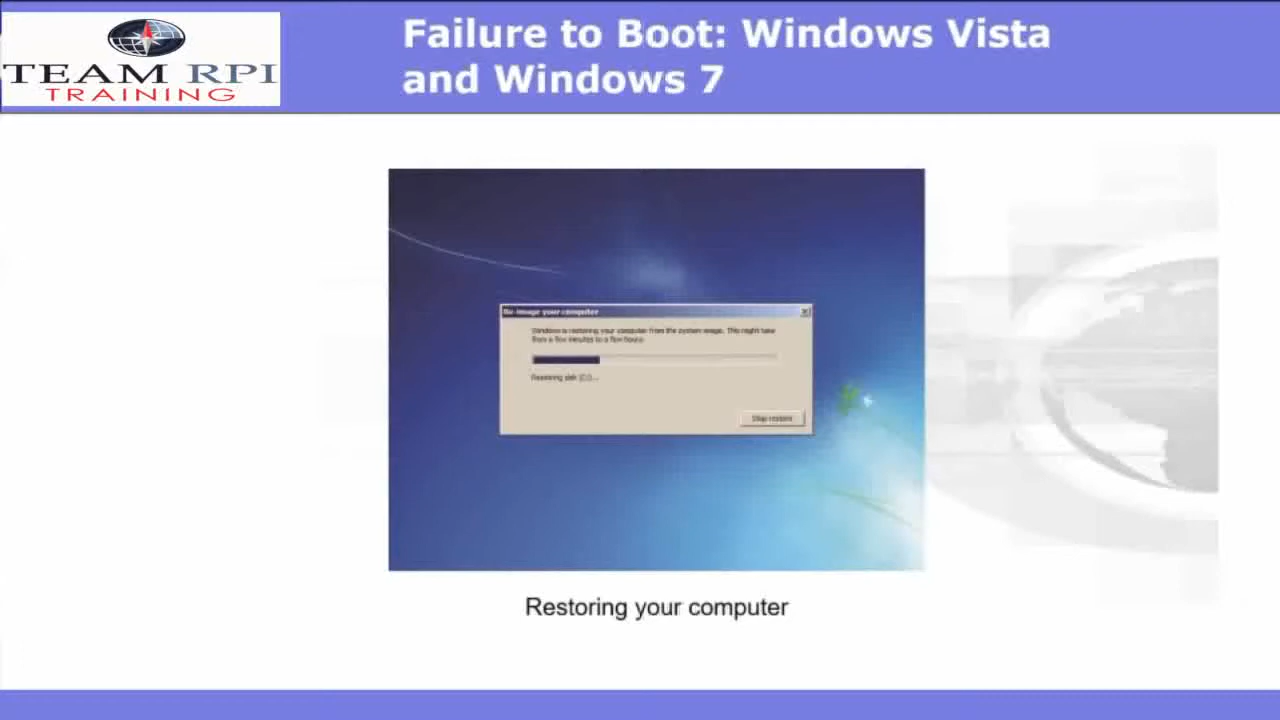 TEAM RPI
TRAINING
Failure to Boot: Windows Vista
and Windows 7
Re-image your computer
Windows is restoring your computer from the system image. This might take
from a few minutes to a few hours.
Restoring disk (C:)...
Stop restore
Restoring your computer